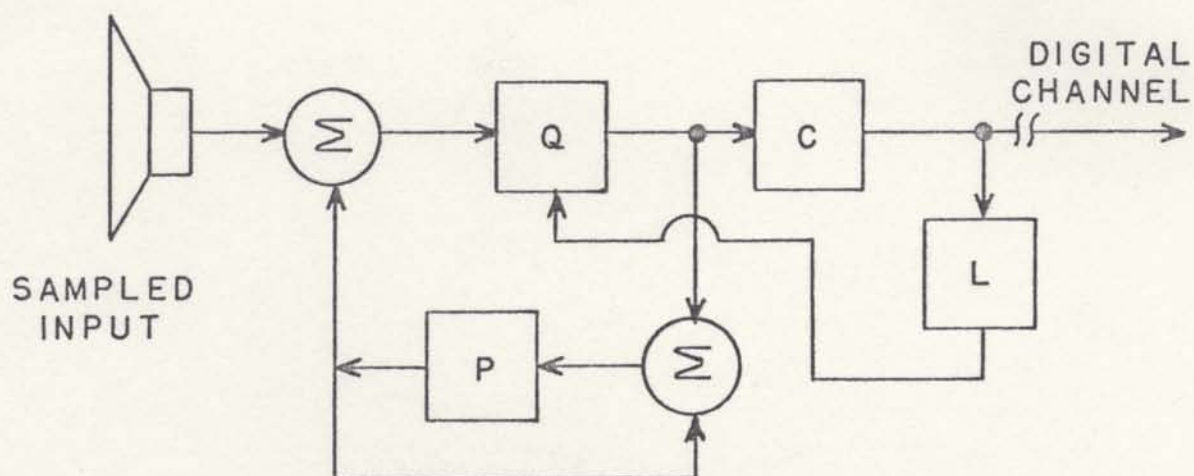 DIGITAL
CHANNEL
Σ
Q
C
L
SAMPLED
INPUT
P
Σ